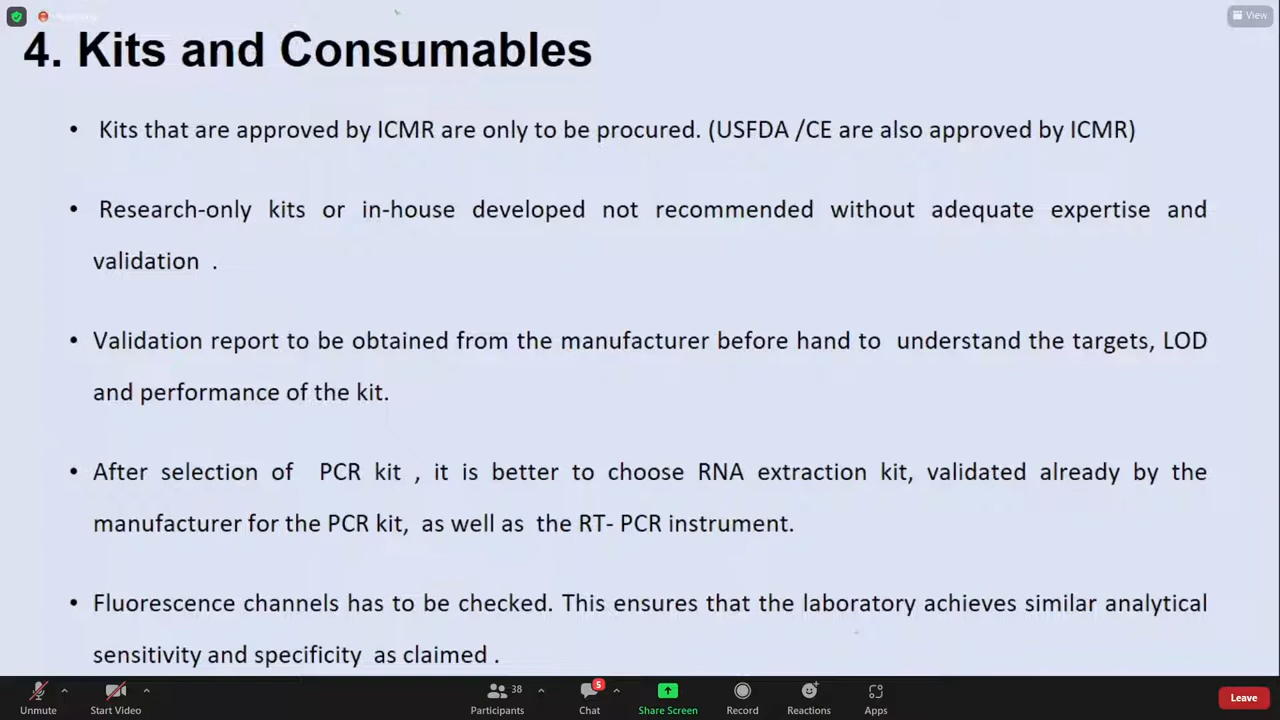 View
4. Kits and Consumables
• Kits that are approved by ICMR are only to be procured. (USFDA /CE are also approved by ICMR)
• Research-only kits or in-house developed not recommended without adequate expertise and
validation .
• Validation report to be obtained from the manufacturer before hand to understand the targets, LOD
and performance of the kit.
• After selection of PCR kit , it is better to choose RNA extraction kit, validated already by the
manufacturer for the PCR kit, as well as the RT- PCR instrument.
• Fluorescence channels has to be checked. This ensures that the laboratory achieves similar analytical
sensitivity and specificity as claimed .
38
5
Unmute Start Video Participants Chat Share Screen Record Reactions Apps Leave